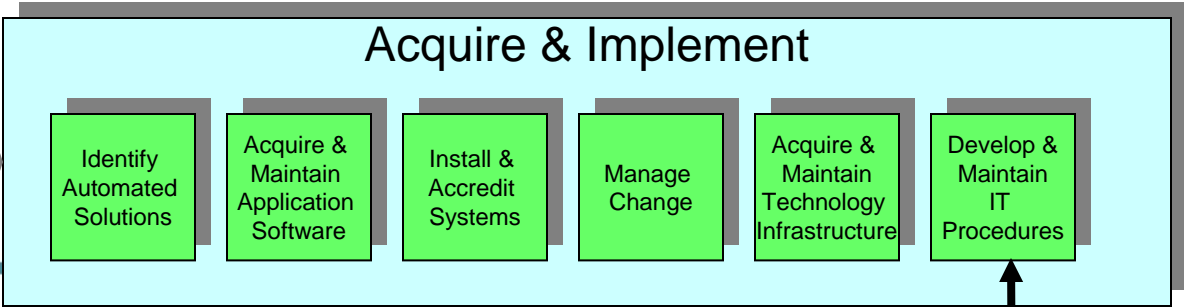 Acquire & Implement
Identify
Automated
Solutions
Acquire &
Maintain
Application
Software
Install &
Accredit
Systems
Manage
Change
Acquire &
Maintain
Technology
Infrastructure
Develop &
Maintain
IT
Procedures